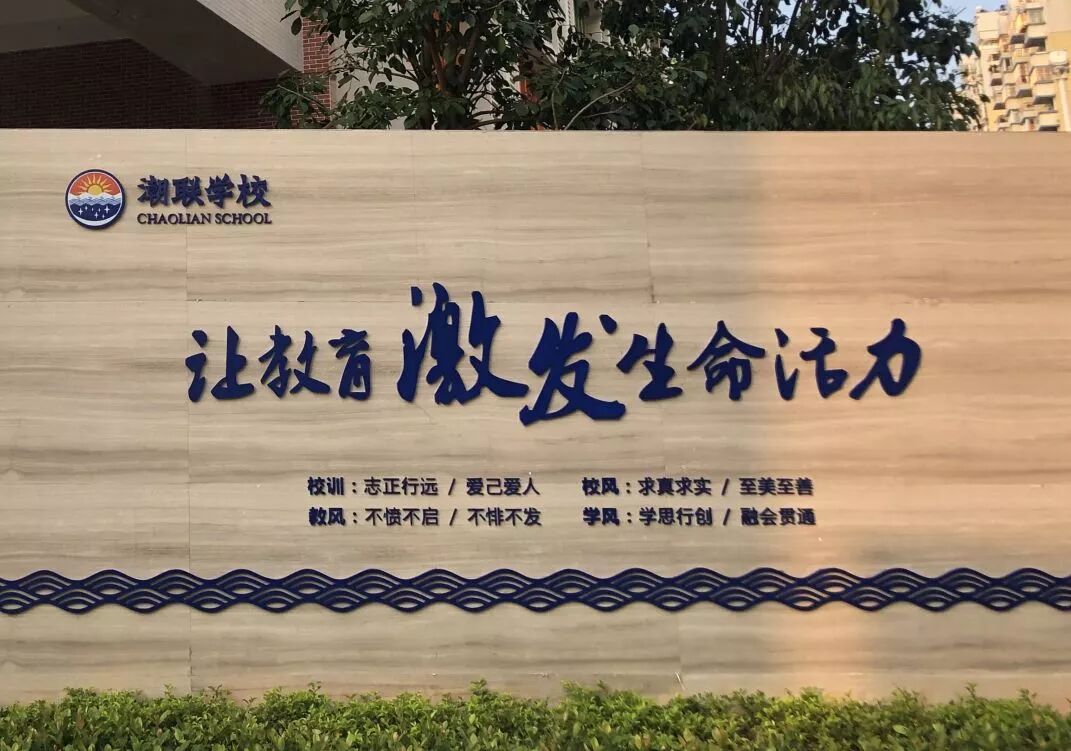 潮联学校
CHAOLIAN SCHOOL
让教育激发生命活力
校训：志正行远 / 爱己爱人 校风：求真求实 / 至美至善
教风：不愤不启 / 不悱不发 学风：学思行创 / 融会贯通